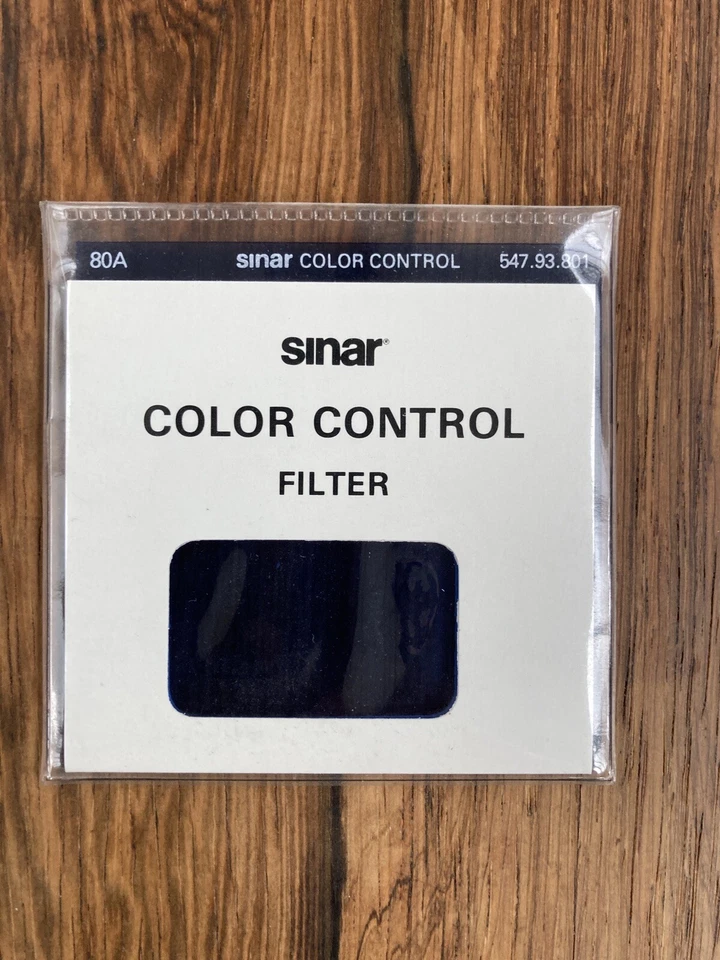 80A sinar COLOR CONTROL 547.93.801
sinar®
COLOR CONTROL
FILTER